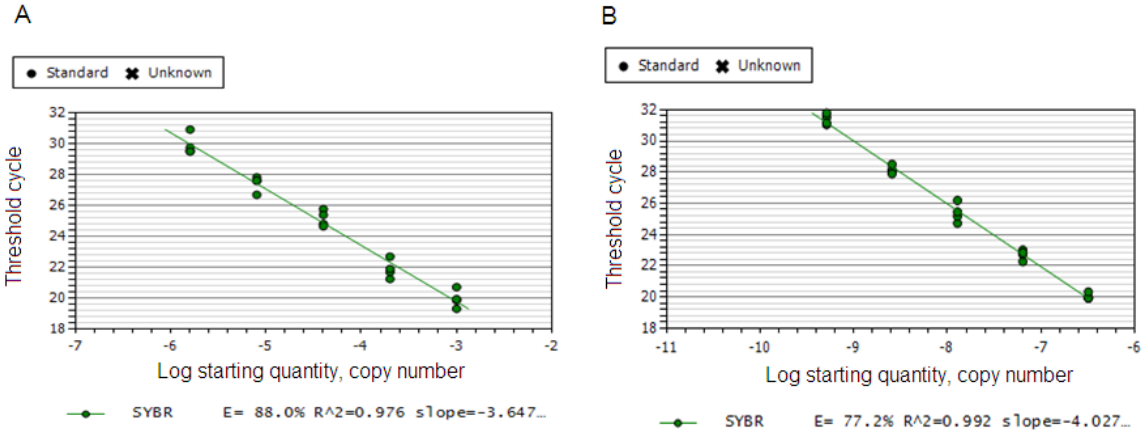 A
Standard Unknown
Threshold cycle
32
30
28
26
24
22
20
18
-7 -6 -5 -4 -3 -2
Log starting quantity, copy number
SYBR E= 88.0% R^2=0.976 slope=-3.647…
B
Standard Unknown
Threshold cycle
32
30
28
26
24
22
20
18
-11 -10 -9 -8 -7 -6
Log starting quantity, copy number
SYBR E= 77.2% R^2=0.992 slope=-4.027…